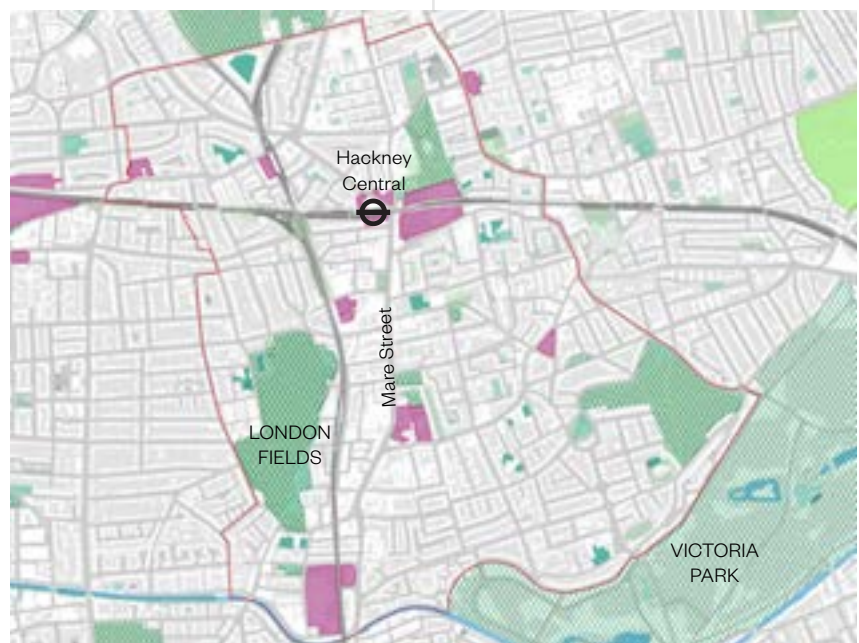 Hackney
Central
Mare Street
LONDON
FIELDS
VICTORIA
PARK